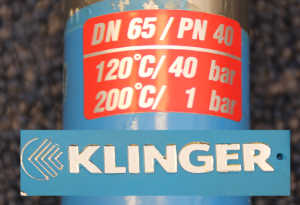 DN 65 / PN 40
120°C/ 40 bar
200°C/ 1 bar
KLINGER